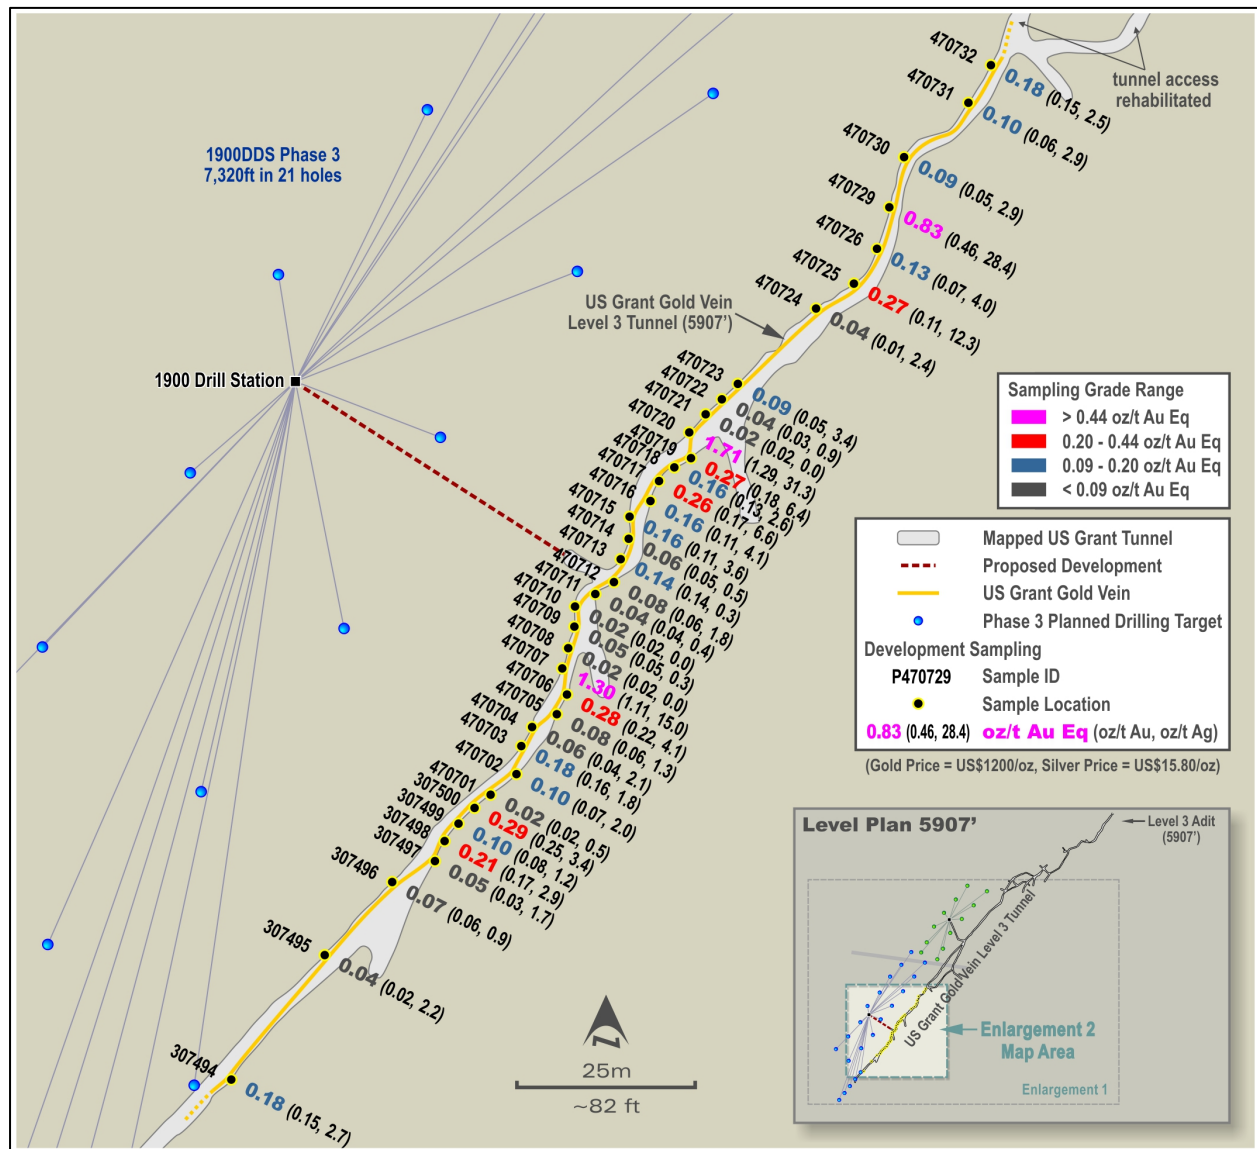 470732
0.18 (0.15, 2.5)
tunnel access
rehabilitated
470731
0.10 (0.06, 2.9)
1900DDS Phase 3
7,320ft in 21 holes
470730
0.09 (0.05, 2.9)
470729
0.83 (0.46, 28.4)
470726
0.13 (0.07, 4.0)
470725
0.27 (0.11, 12.3)
470724
0.04 (0.01, 2.4)
US Grant Gold Vein
Level 3 Tunnel (5907')
1900 Drill Station
470723
0.09 (0.05, 3.4)
470722
0.04 (0.03, 0.9)
470721
0.02 (0.02, 0.0)
470720
1.71 (1.29, 31.3)
470719
0.27 (0.18, 6.4)
470718
0.16 (0.13, 2.6)
470717
0.26 (0.17, 6.6)
470716
0.16 (0.11, 4.1)
470715
0.16 (0.11, 3.6)
470714
0.06 (0.05, 0.5)
470713
0.14 (0.14, 0.3)
470712
0.08 (0.06, 1.8)
470711
0.04 (0.04, 0.4)
470710
0.02 (0.02, 0.0)
470709
0.05 (0.05, 0.3)
470708
0.02 (0.02, 0.0)
470707
1.30 (1.11, 15.0)
470706
0.28 (0.22, 4.1)
470705
0.08 (0.06, 1.3)
470704
0.06 (0.04, 2.1)
470703
0.18 (0.16, 1.8)
470702
0.10 (0.07, 2.0)
470701
0.02 (0.02, 0.5)
307500
0.29 (0.25, 3.4)
307499
0.10 (0.08, 1.2)
307498
0.21 (0.17, 2.9)
307497
0.05 (0.03, 1.7)
307496
0.07 (0.06, 0.9)
307495
0.04 (0.02, 2.2)
307494
0.18 (0.15, 2.7)
Sampling Grade Range
> 0.44 oz/t Au Eq
0.20 - 0.44 oz/t Au Eq
0.09 - 0.20 oz/t Au Eq
< 0.09 oz/t Au Eq
Mapped US Grant Tunnel
Proposed Development
US Grant Gold Vein
Phase 3 Planned Drilling Target
Development Sampling
P470729 Sample ID
Sample Location
0.83 (0.46, 28.4) oz/t Au Eq (oz/t Au, oz/t Ag)
(Gold Price = US$1200/oz, Silver Price = US$15.80/oz)
Level Plan 5907'
Level 3 Adit
(5907')
US Grant Gold Vein Level 3 Tunnel
Enlargement 2
Map Area
Enlargement 1
N
25m
~82 ft